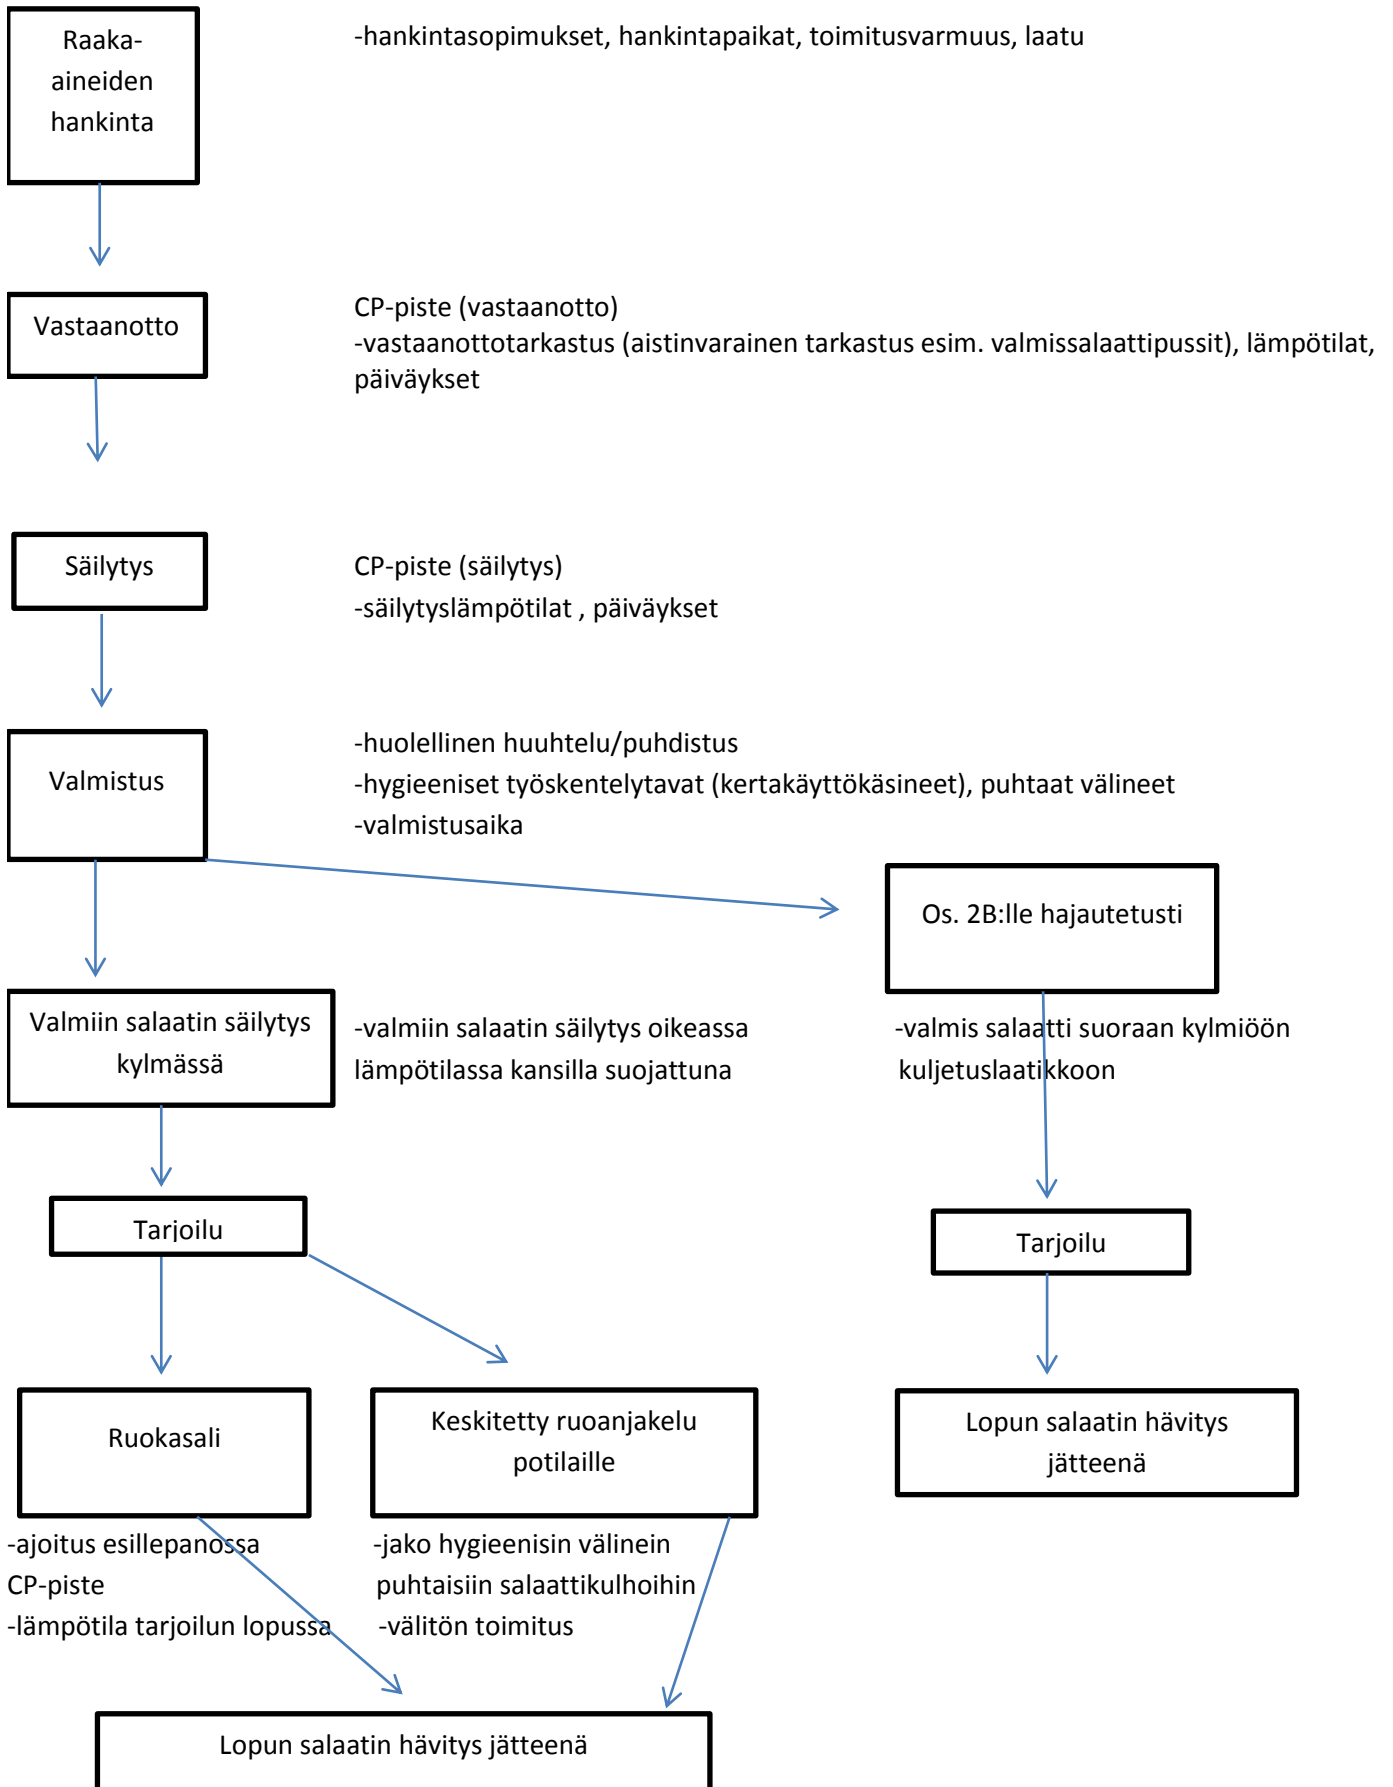 Raaka-
aineiden
hankinta
-hankintasopimukset, hankintapaikat, toimitusvarmuus, laatu
Vastaanotto
CP-piste (vastaanotto)
-vastaanottotarkastus (aistinvarainen tarkastus esim. valmissalaattipussit), lämpötilat,
päiväykset
Säilytys
CP-piste (säilytys)
-säilytyslämpötilat , päiväykset
Valmistus
-huolellinen huuhtelu/puhdistus
-hygieeniset työskentelytavat (kertakäyttökäsineet), puhtaat välineet
-valmistusaika
Os. 2B:lle hajautetusti
Valmiin salaatin säilytys
kylmässä
-valmiin salaatin säilytys oikeassa
lämpötilassa kansilla suojattuna
-valmis salaatti suoraan kylmiöön
kuljetuslaatikkoon
Tarjoilu
Tarjoilu
Ruokasali
Keskitetty ruoanjakelu
potilaille
Lopun salaatin hävitys
jätteenä
-ajoitus esillepanossa
CP-piste
-lämpötila tarjoilun lopussa
-jako hygieenisin välinein
puhtaisiin salaattikulhoihin
-välitön toimitus
Lopun salaatin hävitys jätteenä